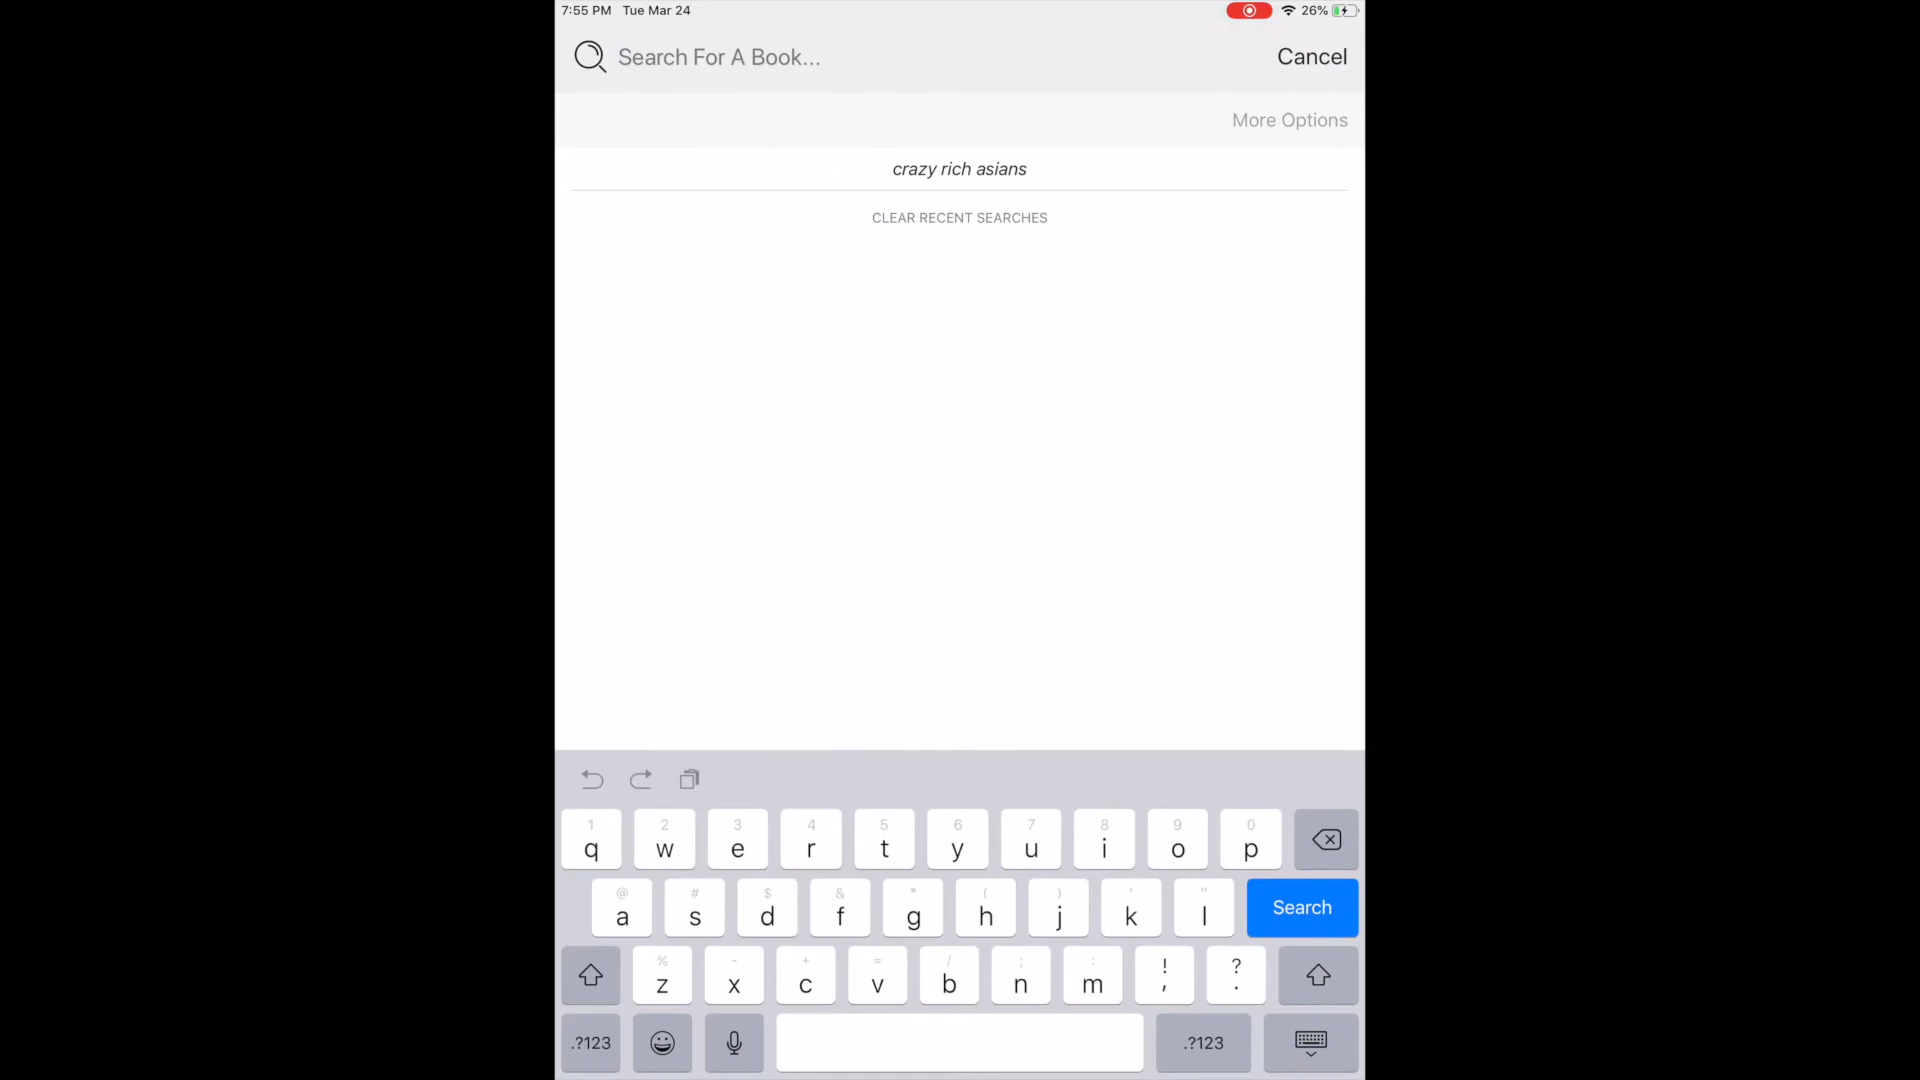 7:55 PM Tue Mar 24 26%
Search For A Book... Cancel
More Options
crazy rich asians
CLEAR RECENT SEARCHES
1 2 3 4 5 6 7 8 9 0
q w e r t y u i o p
@ # $ & * ( ) ' "
a s d f g h j k l Search
% - + = / ; : ! ?
z x c v b n m , .
.?123 .?123